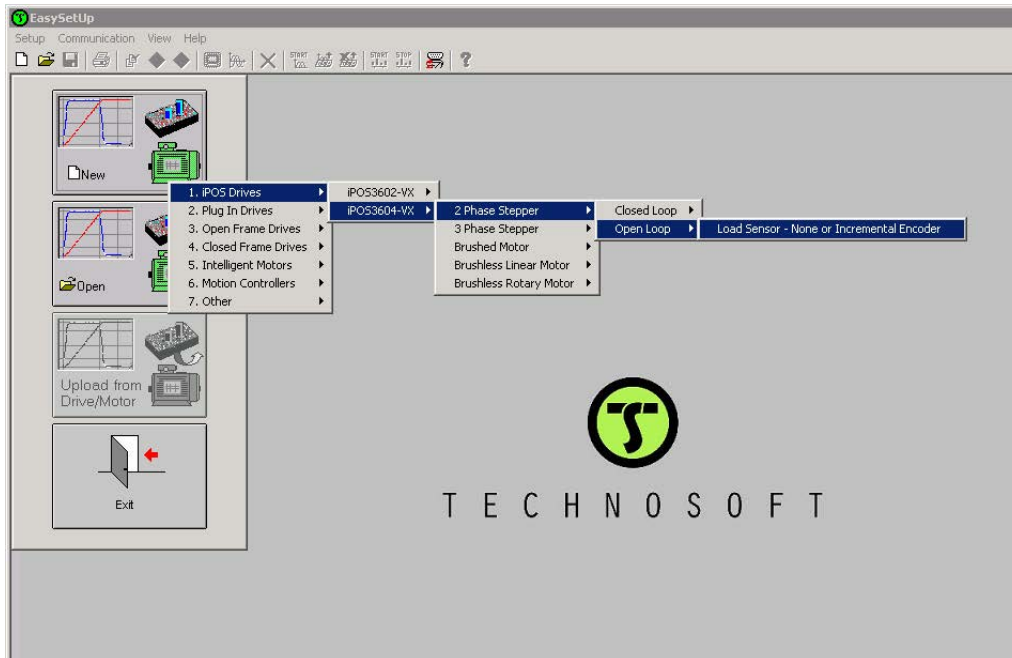 EasySetUp
Setup Communication View Help
START START STOP
New
1. iPOS Drives
2. Plug In Drives
3. Open Frame Drives
4. Closed Frame Drives
5. Intelligent Motors
6. Motion Controllers
7. Other
iPOS3602-VX
iPOS3604-VX
2 Phase Stepper
3 Phase Stepper
Brushed Motor
Brushless Linear Motor
Brushless Rotary Motor
Closed Loop
Open Loop
Load Sensor - None or Incremental Encoder
Open
Upload from
Drive/Motor
Exit
TECHNOSOFT